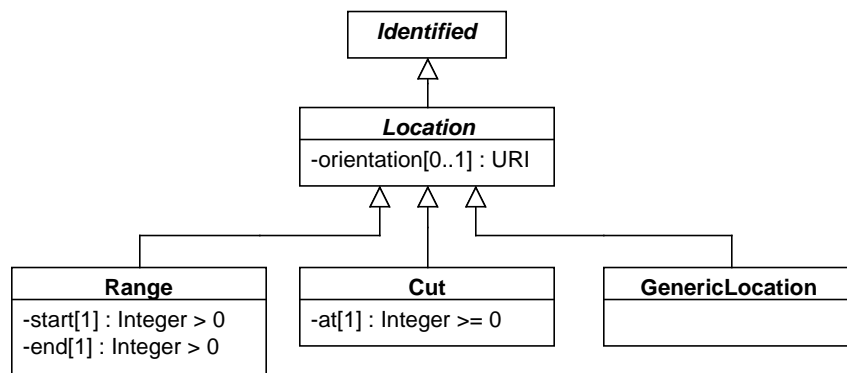 Identified
Location
-orientation[0..1] : URI
Range
-start[1] : Integer > 0
-end[1] : Integer > 0
Cut
-at[1] : Integer >= 0
GenericLocation